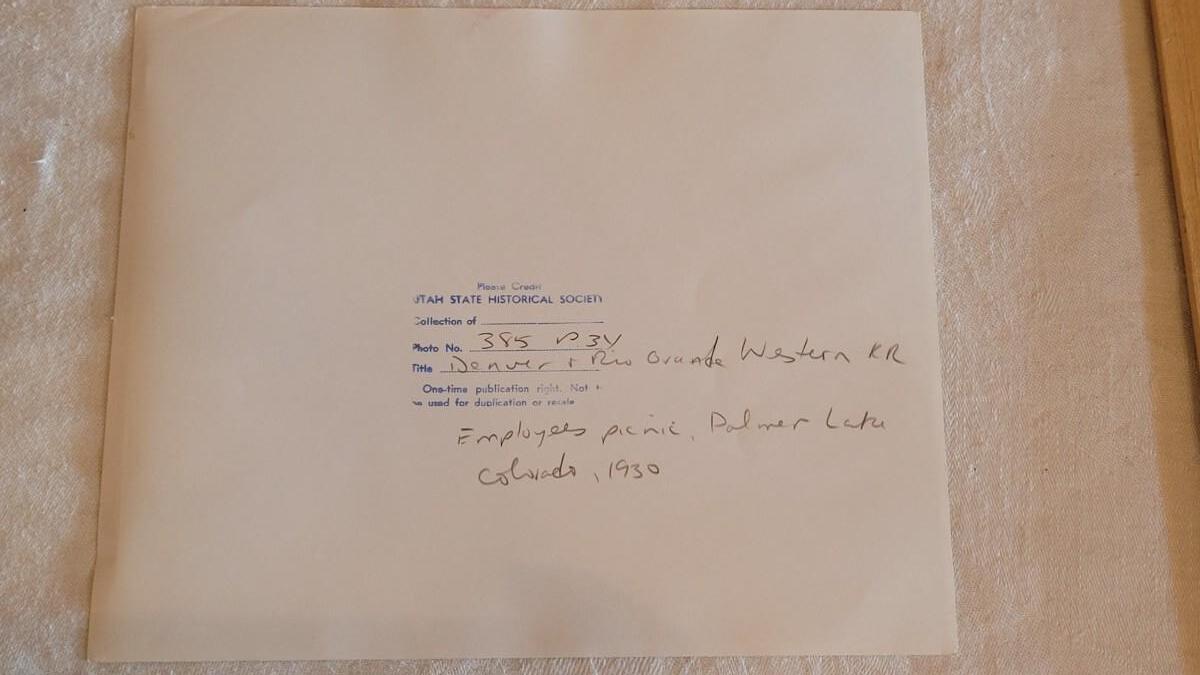 Please Credit
UTAH STATE HISTORICAL SOCIETY
Collection of
Photo No. 385 P.34
Title Denver & Rio Grande Western RR
One-time publication right. Not to
be used for duplication or resale
Employees picnic, Palmer Lake
Colorado, 1930